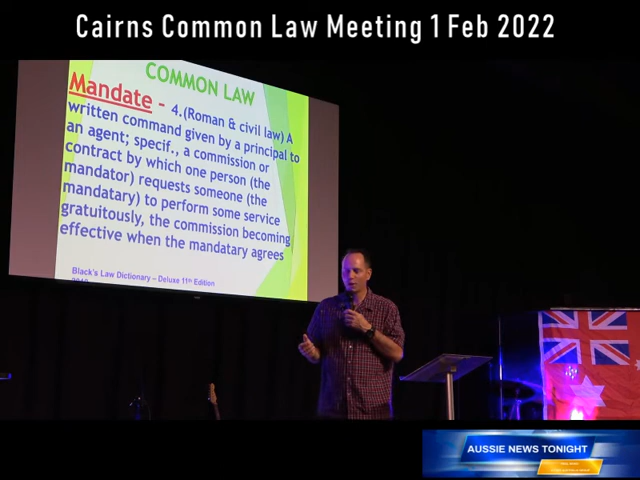 Cairns Common Law Meeting 1 Feb 2022
COMMON LAW
Mandate - 4.(Roman & civil law) A
written command given by a principal to
an agent; specif., a commission or
contract by which one person (the
mandator) requests someone (the
mandatary) to perform some service
gratuitously, the commission becoming
effective when the mandatary agrees
Black's Law Dictionary – Deluxe 11th Edition
AUSSIE NEWS TONIGHT